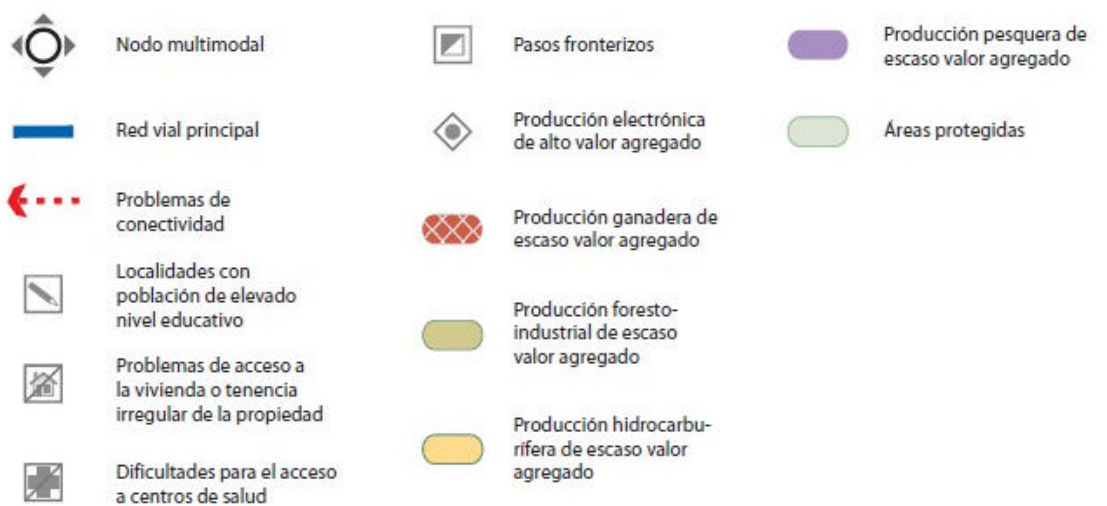 Nodo multimodal
Red vial principal
Problemas de
conectividad
Localidades con
población de elevado
nivel educativo
Problemas de acceso a
la vivienda o tenencia
irregular de la propiedad
Dificultades para el acceso
a centros de salud
Pasos fronterizos
Producción electrónica
de alto valor agregado
Producción ganadera de
escaso valor agregado
Producción foresto-
industrial de escaso
valor agregado
Producción hidrocarbu-
rífera de escaso valor
agregado
Producción pesquera de
escaso valor agregado
Áreas protegidas